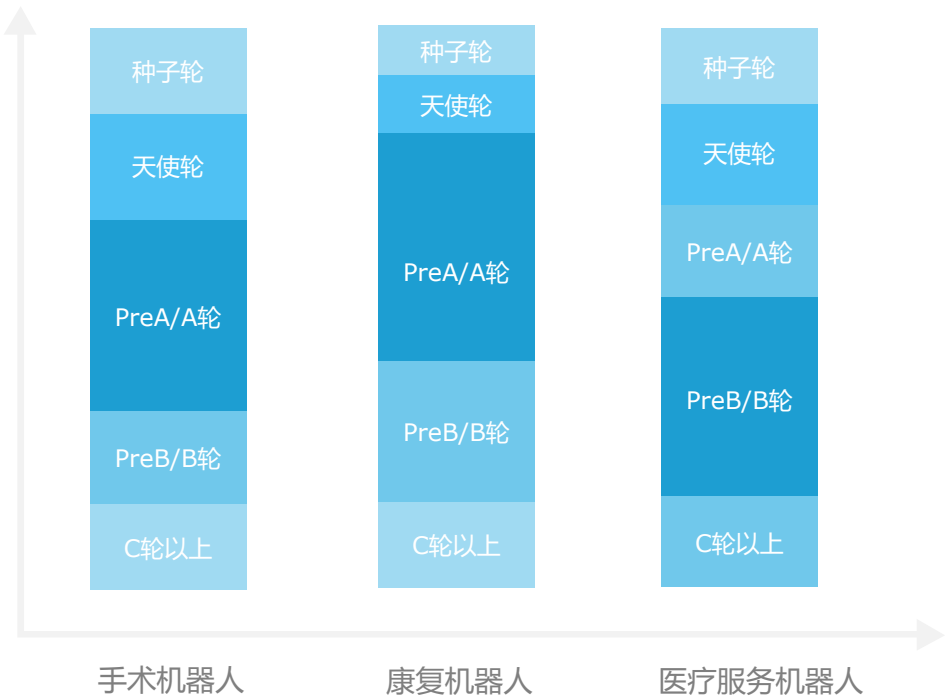 种子轮
天使轮
PreA/A轮
PreB/B轮
C轮以上
种子轮
天使轮
PreA/A轮
PreB/B轮
C轮以上
种子轮
天使轮
PreA/A轮
PreB/B轮
C轮以上
手术机器人
康复机器人
医疗服务机器人